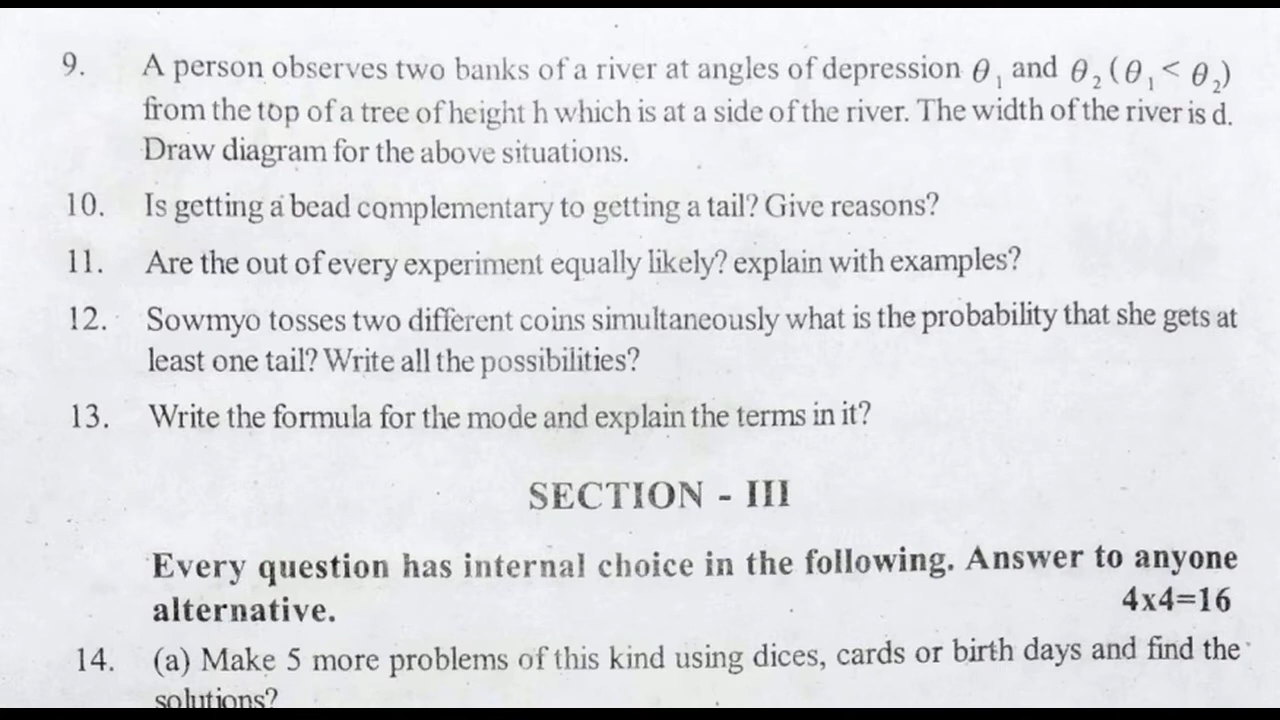 9. A person observes two banks of a river at angles of depression θ₁ and θ₂ (θ₁ < θ₂)
from the top of a tree of height h which is at a side of the river. The width of the river is d.
Draw diagram for the above situations.
10. Is getting a bead complementary to getting a tail? Give reasons?
11. Are the out of every experiment equally likely? explain with examples?
12. Sowmyo tosses two different coins simultaneously what is the probability that she gets at
least one tail? Write all the possibilities?
13. Write the formula for the mode and explain the terms in it?
SECTION - III
Every question has internal choice in the following. Answer to anyone
alternative. 4x4=16
14. (a) Make 5 more problems of this kind using dices, cards or birth days and find the
solutions?